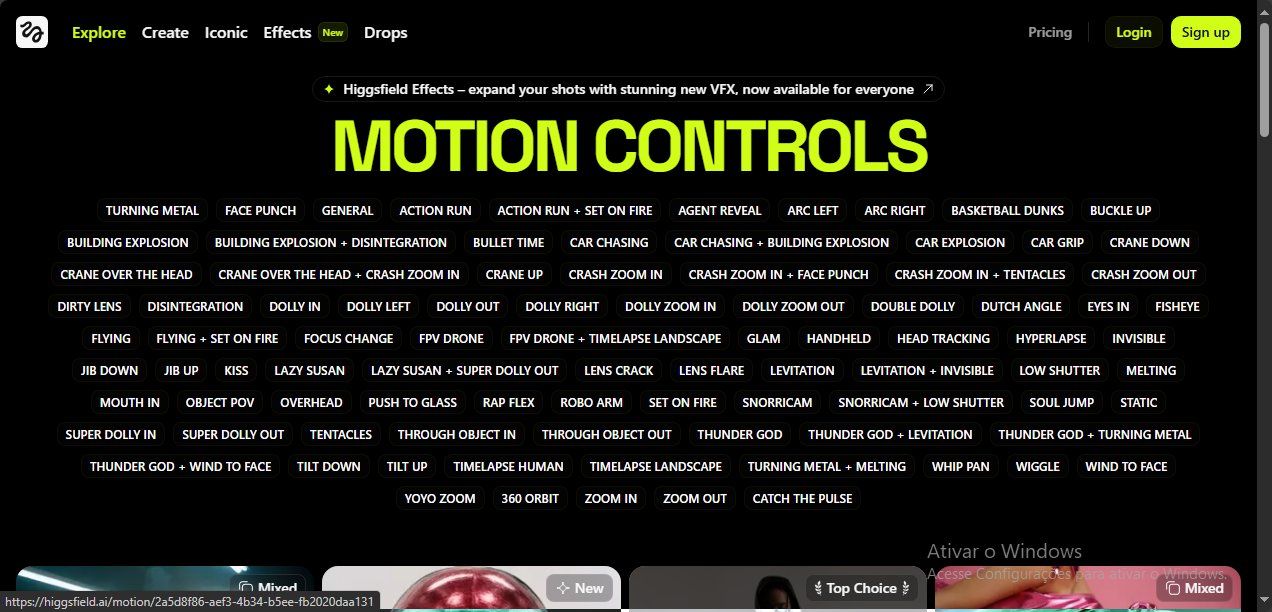 Explore Create Iconic Effects New Drops Pricing Login Sign up
Higgsfield Effects – expand your shots with stunning new VFX, now available for everyone
MOTION CONTROLS
TURNING METAL FACE PUNCH GENERAL ACTION RUN ACTION RUN + SET ON FIRE AGENT REVEAL ARC LEFT ARC RIGHT BASKETBALL DUNKS BUCKLE UP
BUILDING EXPLOSION BUILDING EXPLOSION + DISINTEGRATION BULLET TIME CAR CHASING CAR CHASING + BUILDING EXPLOSION CAR EXPLOSION CAR GRIP CRANE DOWN
CRANE OVER THE HEAD CRANE OVER THE HEAD + CRASH ZOOM IN CRANE UP CRASH ZOOM IN CRASH ZOOM IN + FACE PUNCH CRASH ZOOM IN + TENTACLES CRASH ZOOM OUT
DIRTY LENS DISINTEGRATION DOLLY IN DOLLY LEFT DOLLY OUT DOLLY RIGHT DOLLY ZOOM IN DOLLY ZOOM OUT DOUBLE DOLLY DUTCH ANGLE EYES IN FISHEYE
FLYING FLYING + SET ON FIRE FOCUS CHANGE FPV DRONE FPV DRONE + TIMELAPSE LANDSCAPE GLAM HANDHELD HEAD TRACKING HYPERLAPSE INVISIBLE
JIB DOWN JIB UP KISS LAZY SUSAN LAZY SUSAN + SUPER DOLLY OUT LENS CRACK LENS FLARE LEVITATION LEVITATION + INVISIBLE LOW SHUTTER MELTING
MOUTH IN OBJECT POV OVERHEAD PUSH TO GLASS RAP FLEX ROBO ARM SET ON FIRE SNORRICAM SNORRICAM + LOW SHUTTER SOUL JUMP STATIC
SUPER DOLLY IN SUPER DOLLY OUT TENTACLES THROUGH OBJECT IN THROUGH OBJECT OUT THUNDER GOD THUNDER GOD + LEVITATION THUNDER GOD + TURNING METAL
THUNDER GOD + WIND TO FACE TILT DOWN TILT UP TIMELAPSE HUMAN TIMELAPSE LANDSCAPE TURNING METAL + MELTING WHIP PAN WIGGLE WIND TO FACE
YOYO ZOOM 360 ORBIT ZOOM IN ZOOM OUT CATCH THE PULSE
Ativar o Windows
Acesse Configurações para ativar o Windows.
Mixed New Top Choice Mixed
https://higgsfield.ai/motion/2a5d8f86-aef3-4b34-b5ee-fb2020daa131